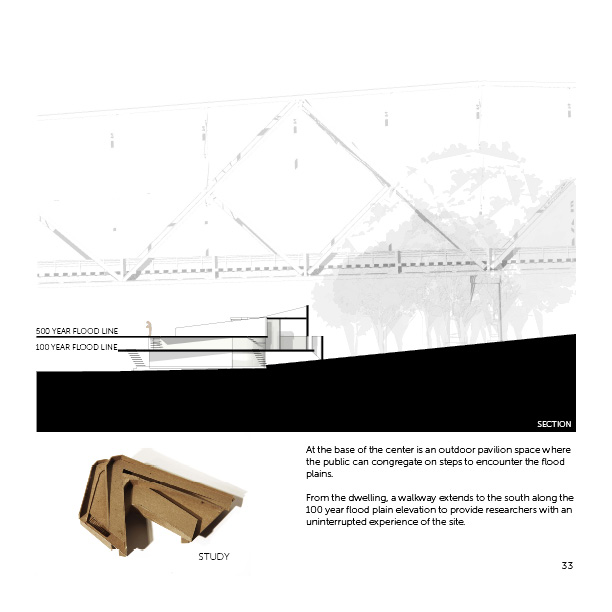 500 YEAR FLOOD LINE
100 YEAR FLOOD LINE
SECTION
At the base of the center is an outdoor pavilion space where
the public can congregate on steps to encounter the flood
plains.
From the dwelling, a walkway extends to the south along the
100 year flood plain elevation to provide researchers with an
uninterrupted experience of the site.
STUDY
33